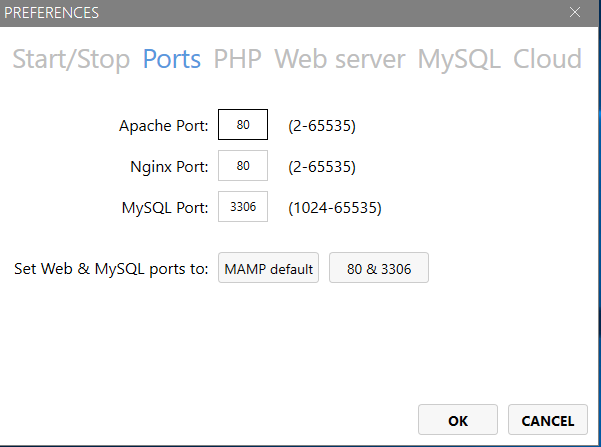 PREFERENCES
Start/Stop Ports PHP Web server MySQL Cloud
Apache Port: 80 (2-65535)
Nginx Port: 80 (2-65535)
MySQL Port: 3306 (1024-65535)
Set Web & MySQL ports to: MAMP default 80 & 3306
OK CANCEL